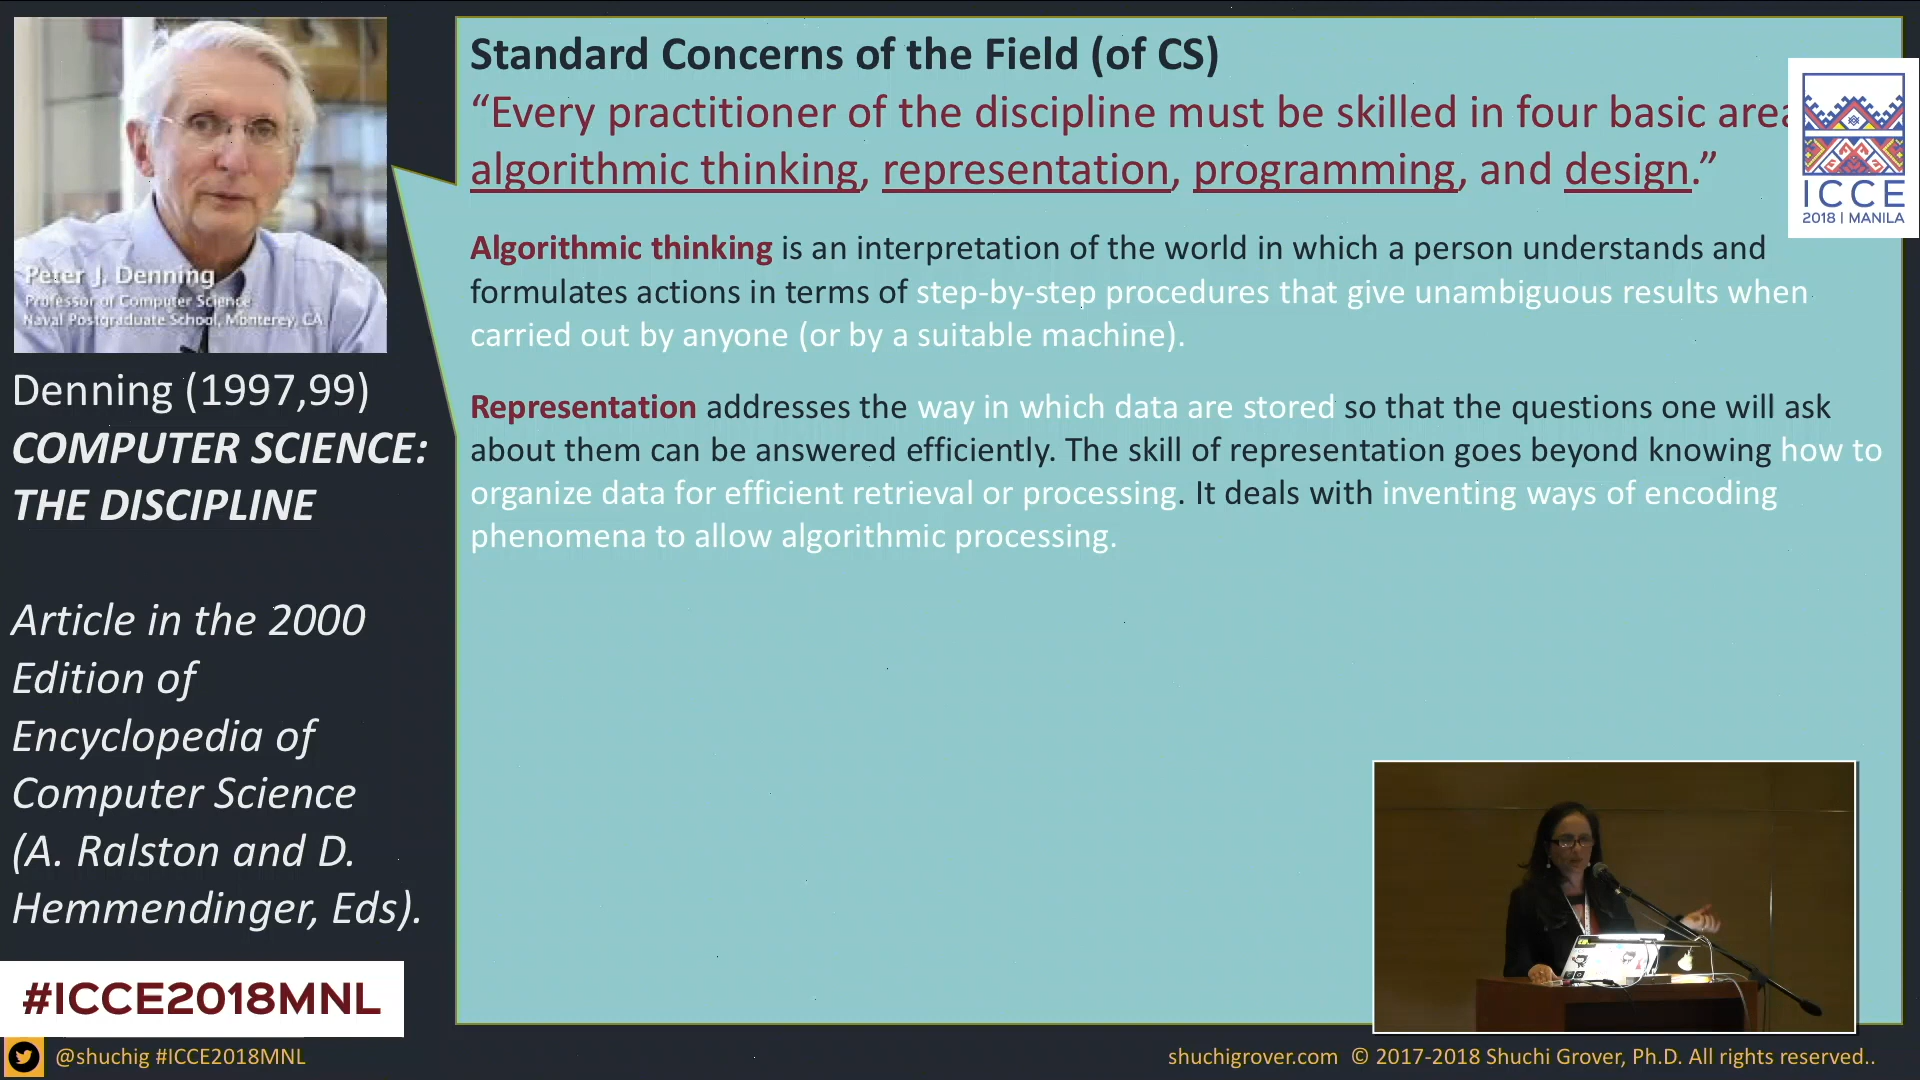 Standard Concerns of the Field (of CS)
“Every practitioner of the discipline must be skilled in four basic
algorithmic thinking, representation, programming, and design.”
Algorithmic thinking is an interpretation of the world in which a person understands and
formulates actions in terms of step-by-step procedures that give unambiguous results when
carried out by anyone (or by a suitable machine).
Representation addresses the way in which data are stored so that the questions one will ask
about them can be answered efficiently. The skill of representation goes beyond knowing how to
organize data for efficient retrieval or processing. It deals with inventing ways of encoding
phenomena to allow algorithmic processing.
ICCE
2018 | MANILA
Peter J. Denning
Professor of Computer Science
Naval Postgraduate School, Monterey, CA
Denning (1997,99)
COMPUTER SCIENCE:
THE DISCIPLINE
Article in the 2000
Edition of
Encyclopedia of
Computer Science
(A. Ralston and D.
Hemmendinger, Eds).
#ICCE2018MNL
@shuchig #ICCE2018MNL
shuchigrover.com © 2017-2018 Shuchi Grover, Ph.D. All rights reserved..